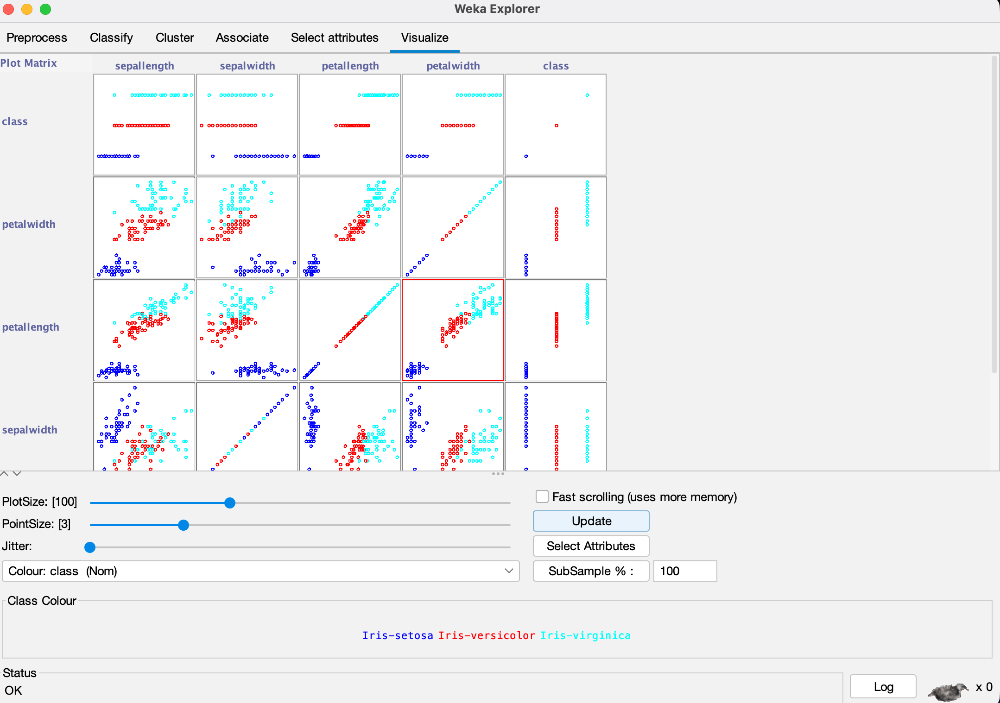 Weka Explorer
Preprocess Classify Cluster Associate Select attributes Visualize
Plot Matrix sepallength sepalwidth petallength petalwidth class
class
petalwidth
petallength
sepalwidth
PlotSize: [100]
Fast scrolling (uses more memory)
Update
PointSize: [3]
Jitter:
Select Attributes
Colour: class (Nom)
SubSample % : 100
Class Colour
Iris-setosa Iris-versicolor Iris-virginica
Status
OK
Log x 0